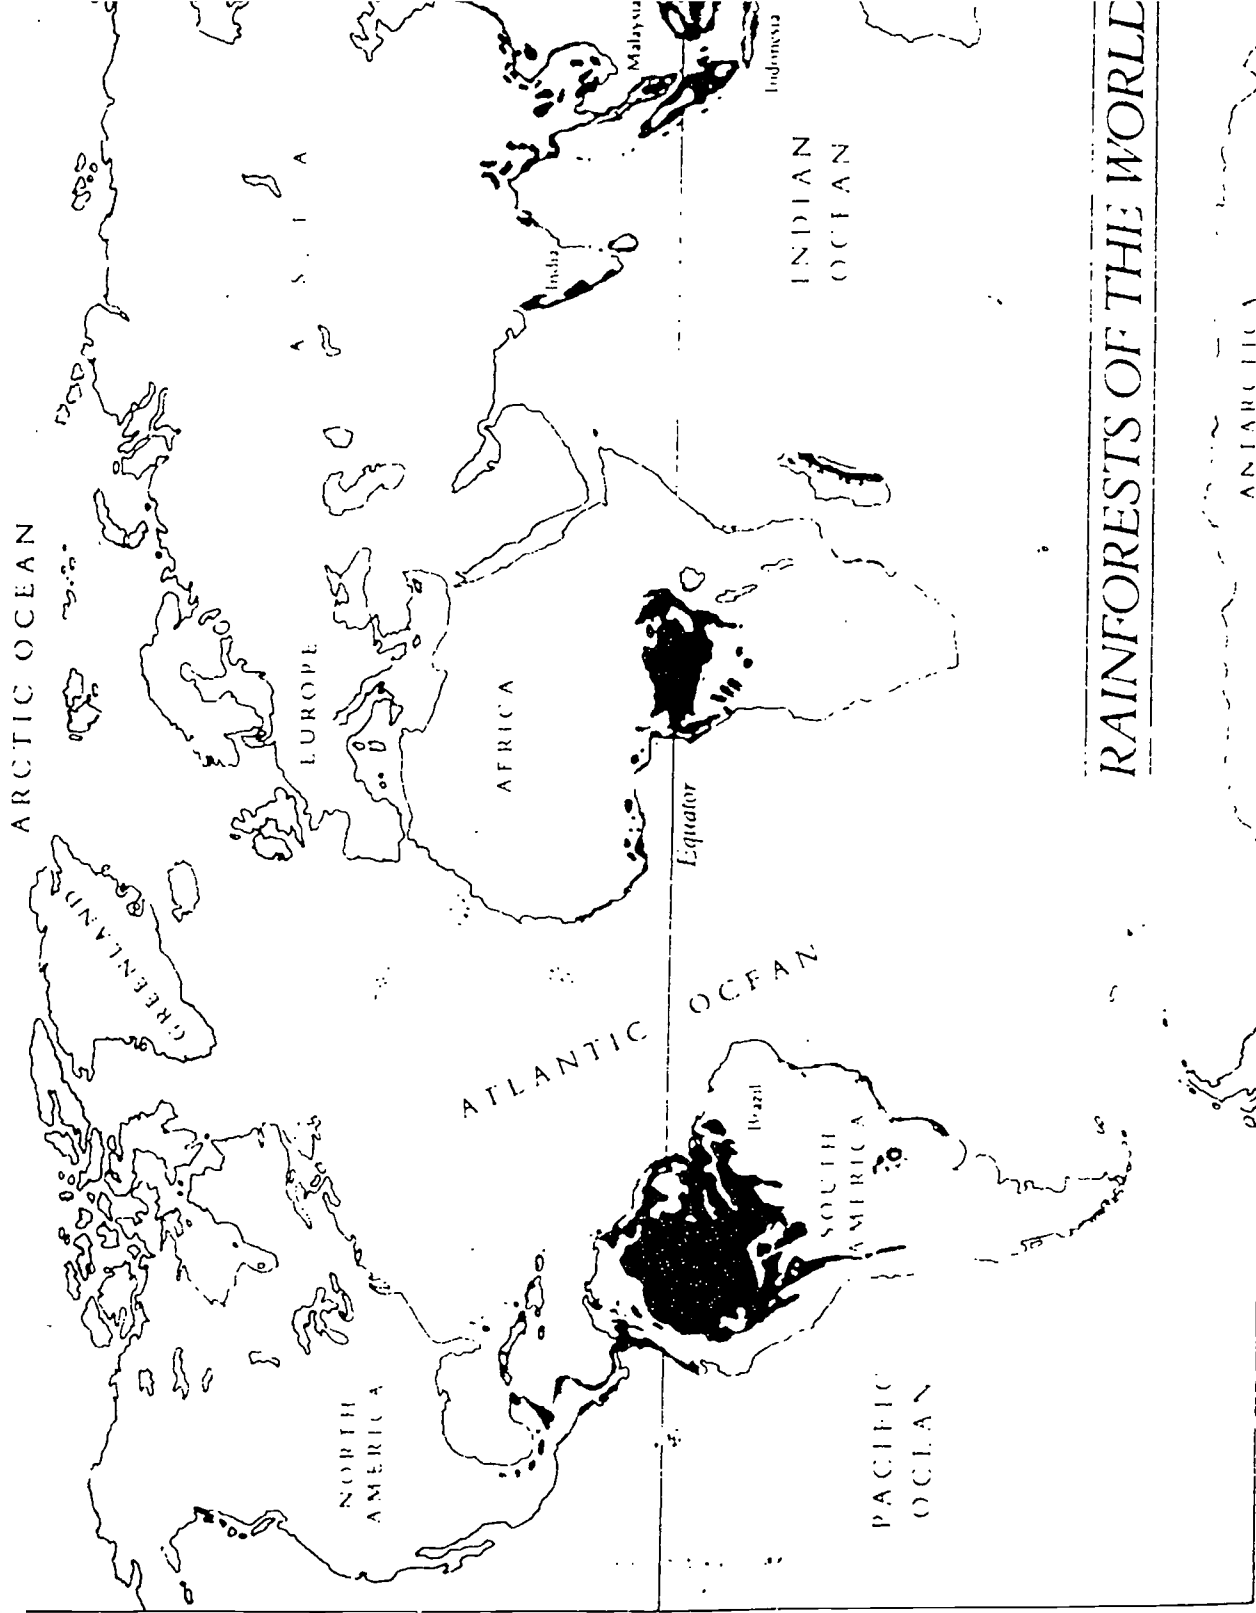 ARCTIC OCEAN
GREENLAND
EUROPE
A S I A
NORTH
AMERICA
ATLANTIC OCEAN
AFRICA
India
Malaysia
Equator
Indonesia
Brazil
SOUTH
AMERICA
INDIAN
OCEAN
PACIFIC
OCEAN
RAINFORESTS OF THE WORLD
ANTARCTICA